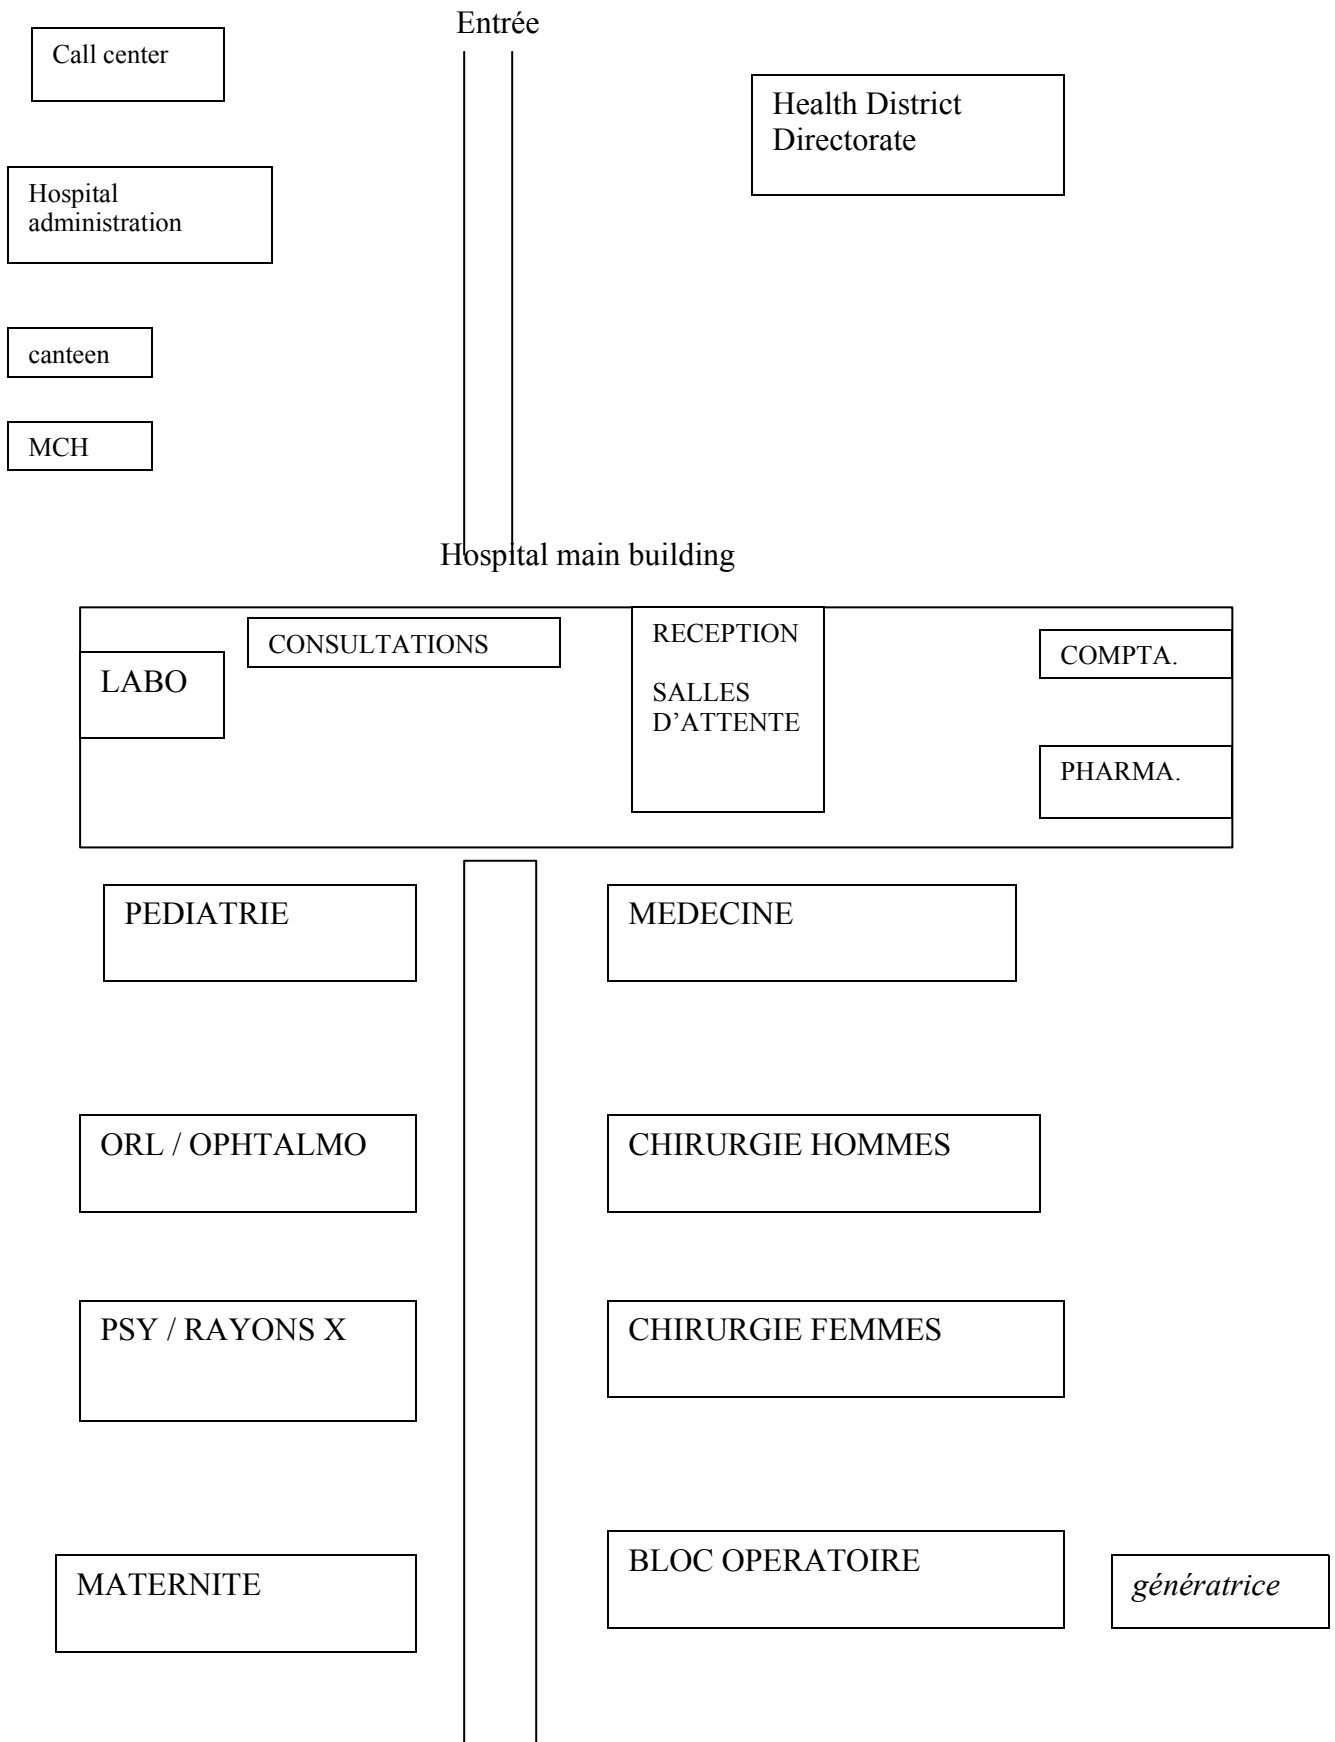 Entrée
Call center
Health District
Directorate
Hospital
administration
canteen
MCH
Hospital main building
CONSULTATIONS
RECEPTION
SALLES
D’ATTENTE
COMPTA.
LABO
PHARMA.
PEDIATRIE
MEDECINE
ORL / OPHTALMO
CHIRURGIE HOMMES
PSY / RAYONS X
CHIRURGIE FEMMES
BLOC OPERATOIRE
MATERNITE
génératrice